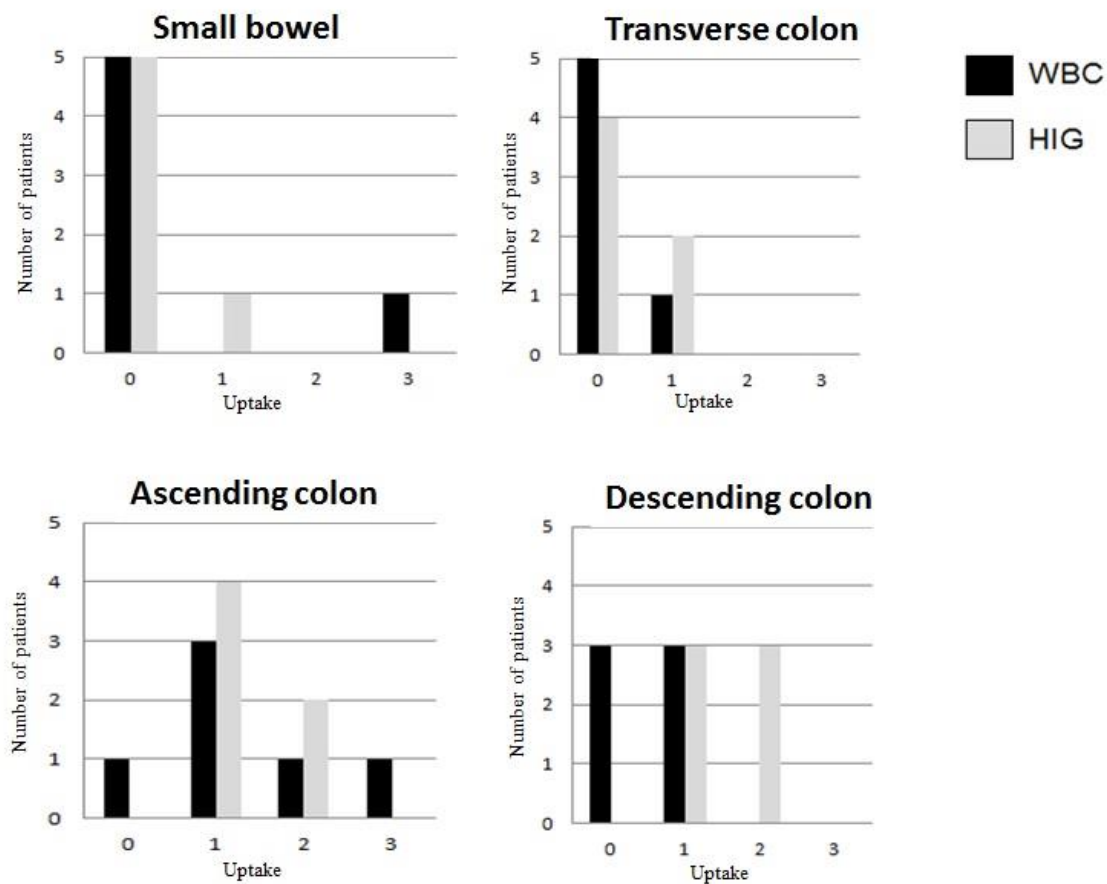 Small bowel
Number of patients
5
4
3
2
1
0
0 1 2 3
Uptake
Transverse colon
Number of patients
5
4
3
2
1
0
0 1 2 3
Uptake
WBC
HIG
Ascending colon
Number of patients
5
4
3
2
1
0
0 1 2 3
Uptake
Descending colon
Number of patients
5
4
3
2
1
0
0 1 2 3
Uptake